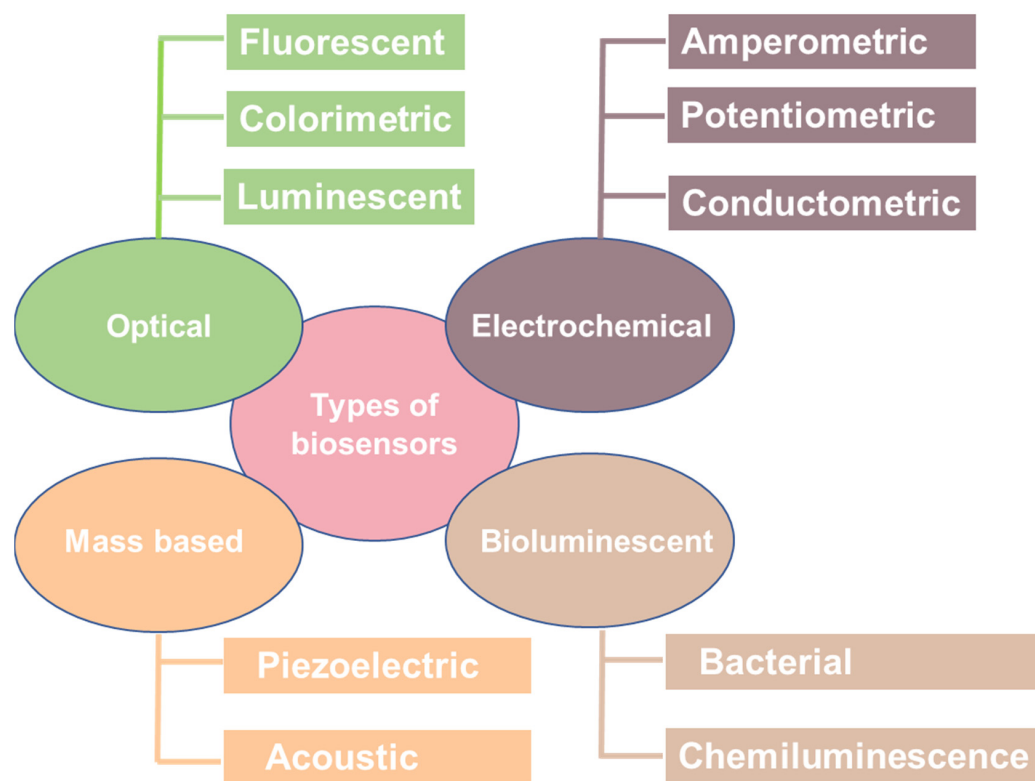 Fluorescent
Colorimetric
Luminescent
Optical
Amperometric
Potentiometric
Conductometric
Electrochemical
Types of
biosensors
Mass based
Piezoelectric
Acoustic
Bioluminescent
Bacterial
Chemiluminescence